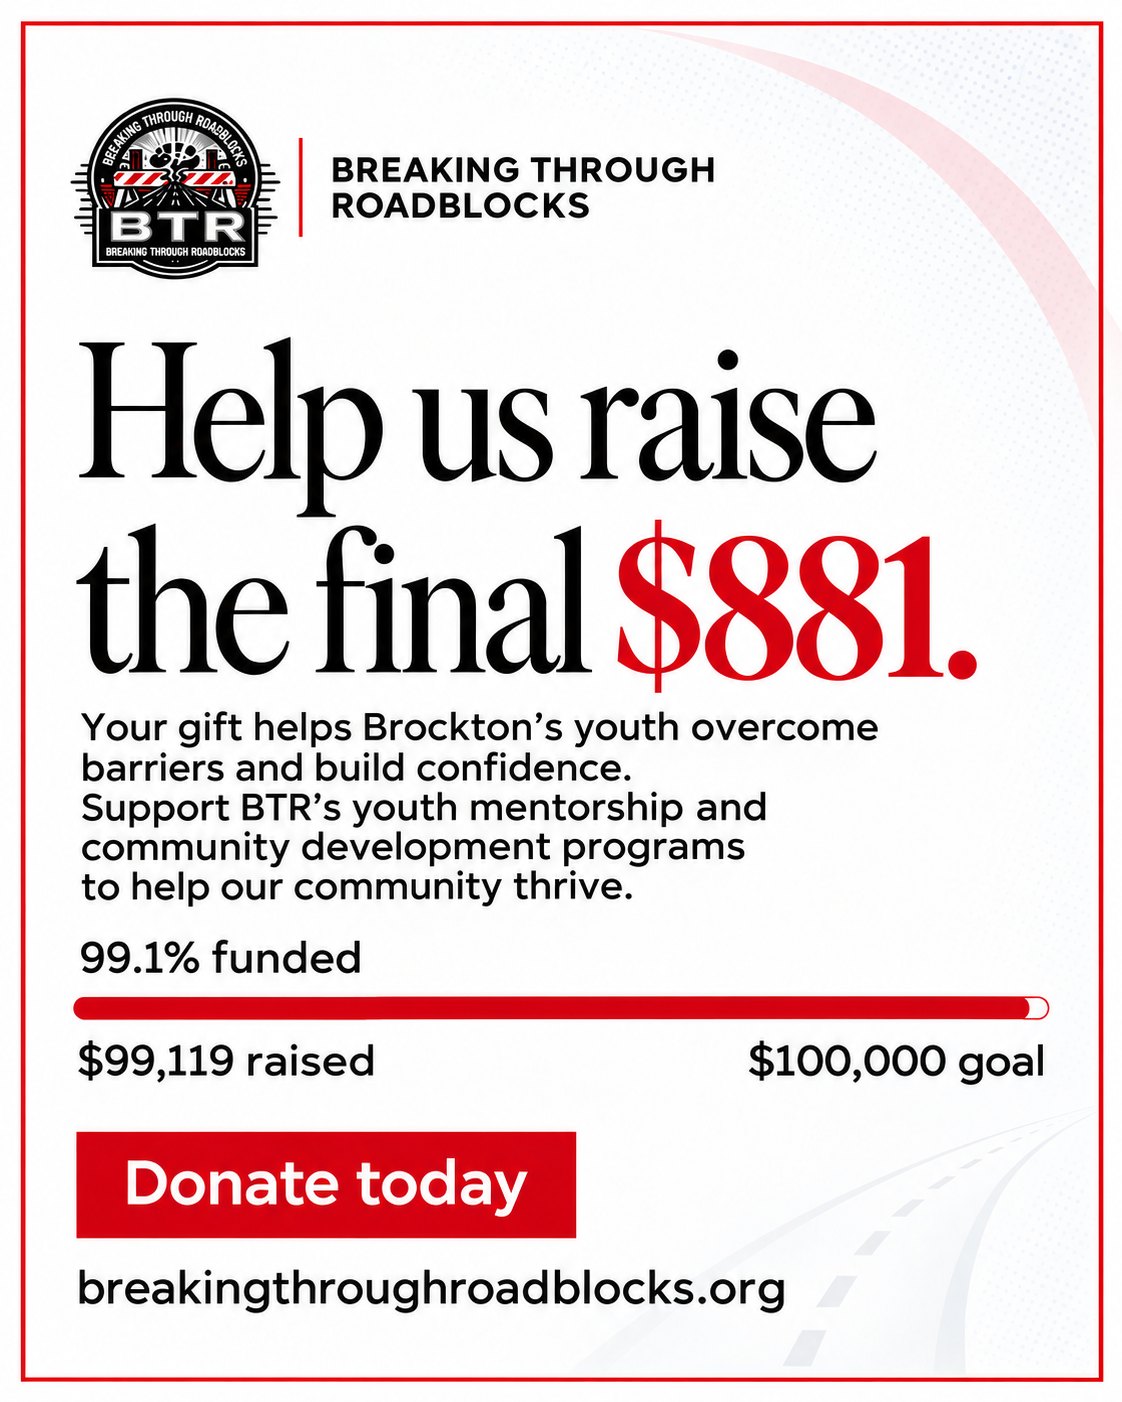 BREAKING THROUGH ROADBLOCKS
BTR
BREAKING THROUGH ROADBLOCKS
BREAKING THROUGH
ROADBLOCKS
Help us raise
the final $881.
Your gift helps Brockton’s youth overcome
barriers and build confidence.
Support BTR’s youth mentorship and
community development programs
to help our community thrive.
99.1% funded
$99,119 raised
$100,000 goal
Donate today
breakingthroughroadblocks.org